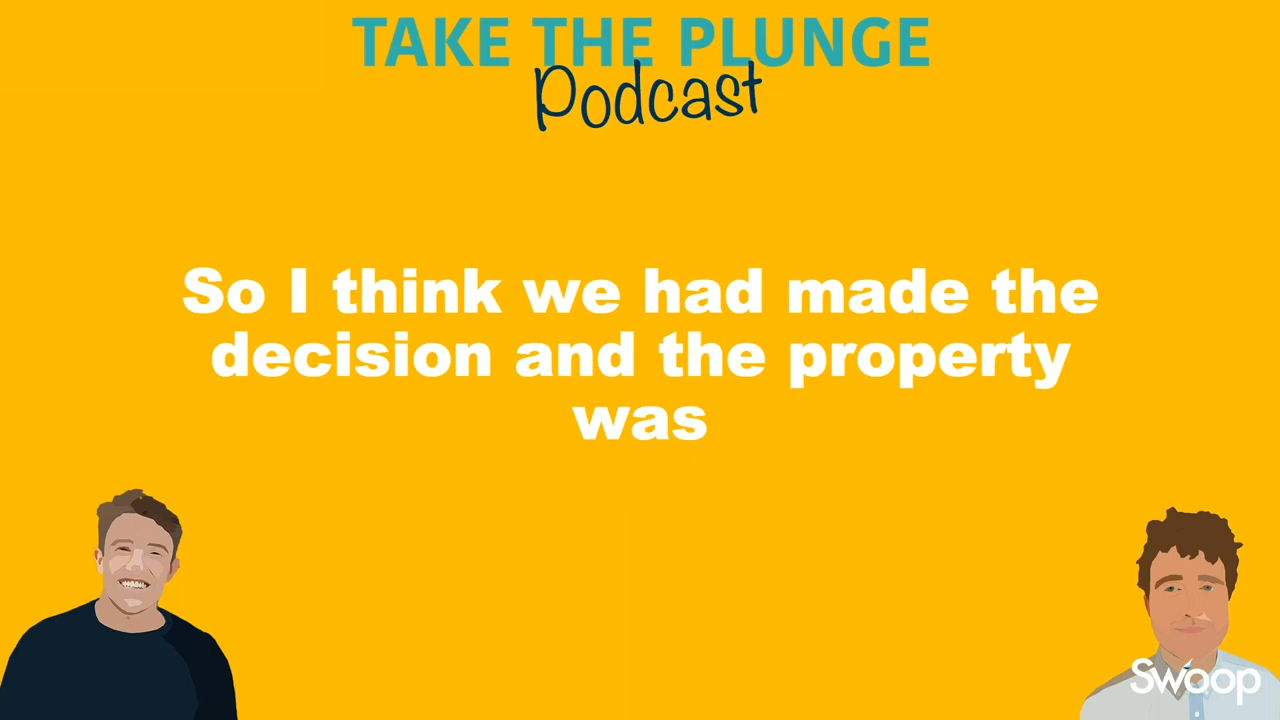 TAKE THE PLUNGE
Podcast
So I think we had made the
decision and the property
was
Swoop